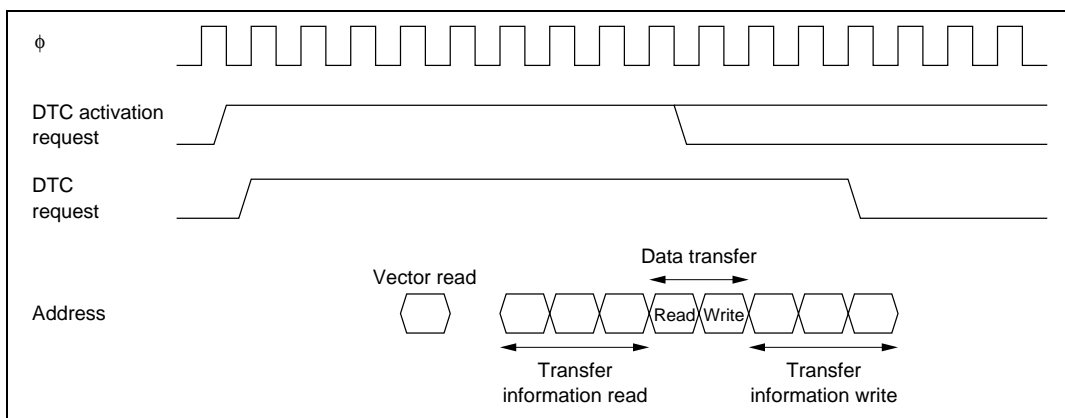 φ
DTC activation
request
DTC
request
Data transfer
Vector read
Address
Read
Write
Transfer
information read
Transfer
information write